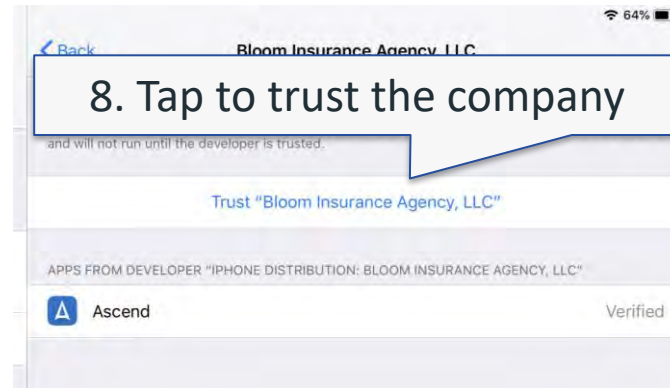 64%
Back Bloom Insurance Agency, LLC
8. Tap to trust the company
and will not run until the developer is trusted.
Trust “Bloom Insurance Agency, LLC”
APPS FROM DEVELOPER “IPHONE DISTRIBUTION: BLOOM INSURANCE AGENCY, LLC”
Ascend Verified